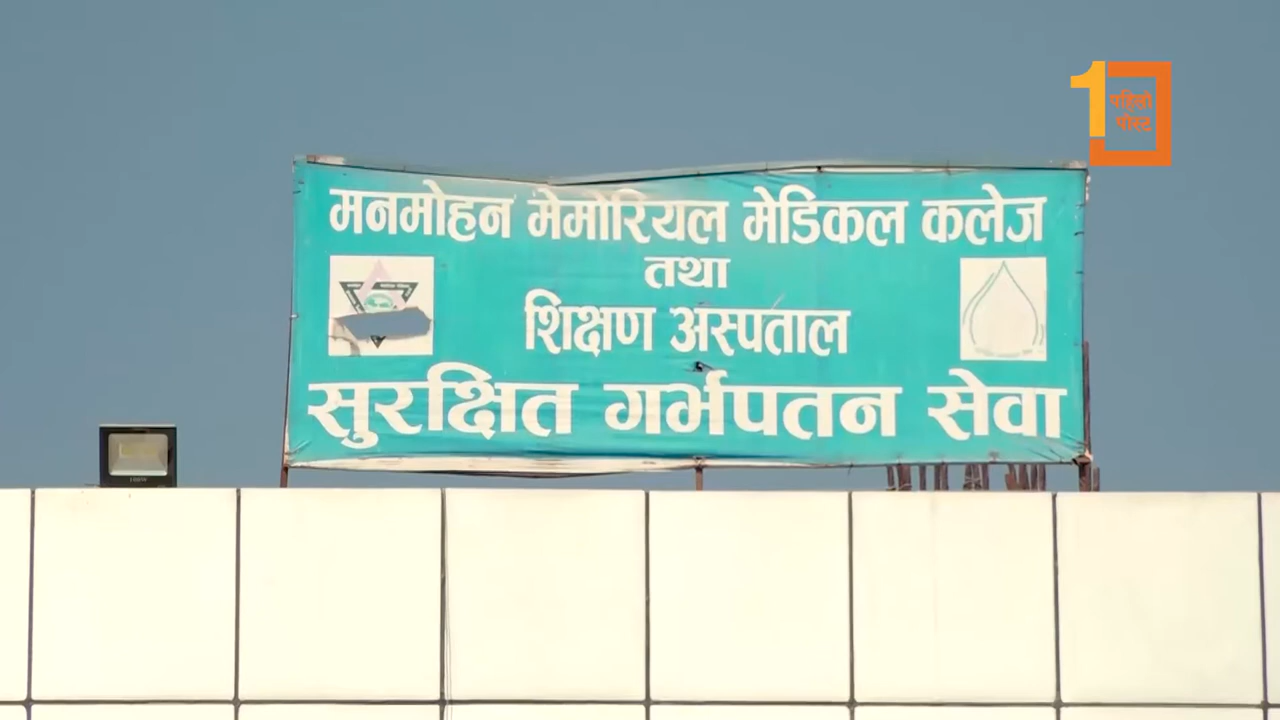 पहिलो
पोस्ट
मनमोहन मेमोरियल मेडिकल कलेज
तथा
शिक्षण अस्पताल
सुरक्षित गर्भपतन सेवा